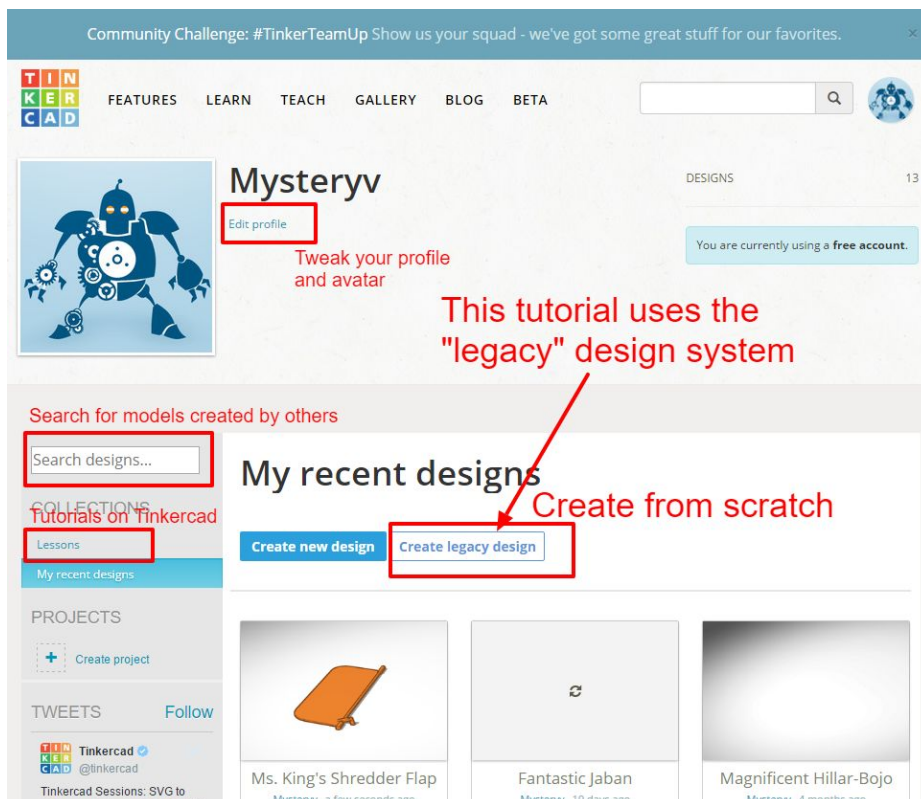 Community Challenge: #TinkerTeamUp Show us your squad - we've got some great stuff for our favorites. ×
TIN
KER
CAD
FEATURES LEARN TEACH GALLERY BLOG BETA
Mysteryv
DESIGNS 13
Edit profile
You are currently using a free account.
Tweak your profile
and avatar
This tutorial uses the
"legacy" design system
Search for models created by others
Search designs...
My recent designs
COLLECTIONS
Tutorials on Tinkercad
Create from scratch
Lessons
Create new design Create legacy design
My recent designs
PROJECTS
+ Create project
TWEETS Follow
TIN
KER
CAD
Tinkercad
@tinkercad
Tinkercad Sessions: SVG to
Ms. King's Shredder Flap Fantastic Jaban Magnificent Hillar-Bojo